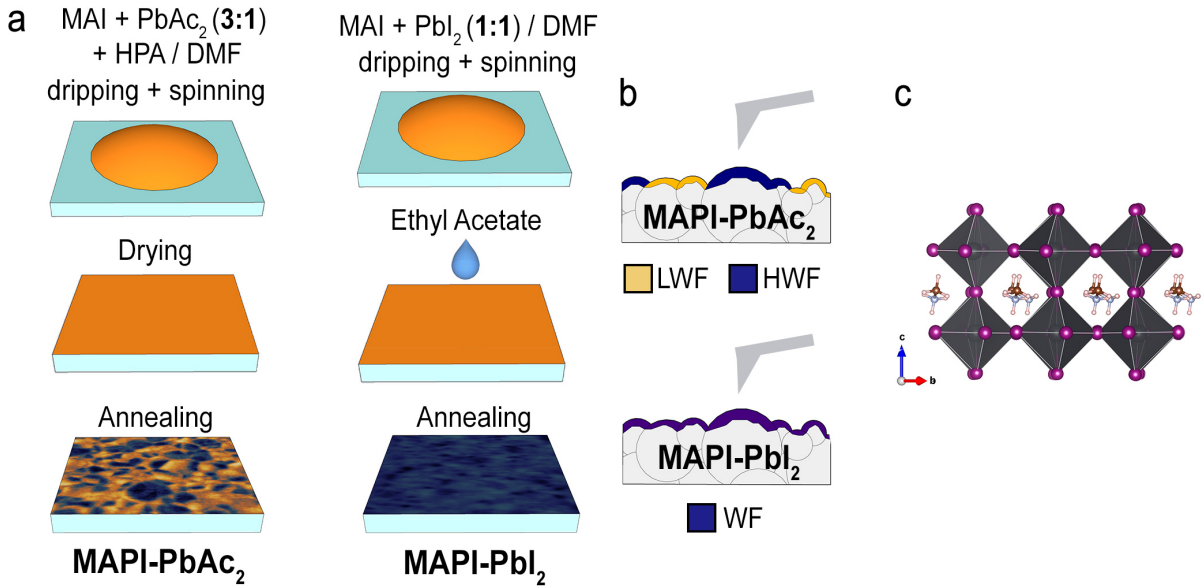 a
MAI + PbAc₂ (3:1)
+ HPA / DMF
dripping + spinning
Drying
Annealing
MAPI-PbAc₂
MAI + PbI₂ (1:1) / DMF
dripping + spinning
Ethyl Acetate
Annealing
MAPI-PbI₂
b
MAPI-PbAc₂
LWF HWF
MAPI-PbI₂
WF
c
c
b